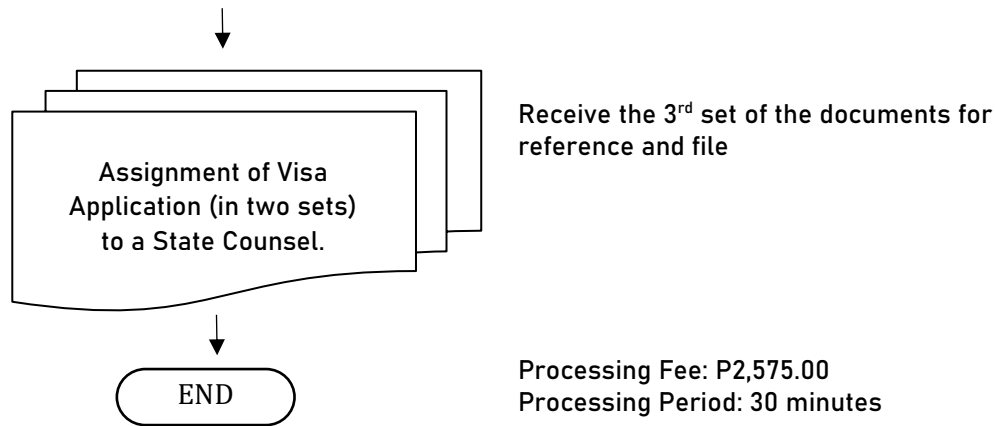 Assignment of Visa
Application (in two sets)
to a State Counsel.
Receive the 3rd set of the documents for
reference and file
END
Processing Fee: P2,575.00
Processing Period: 30 minutes